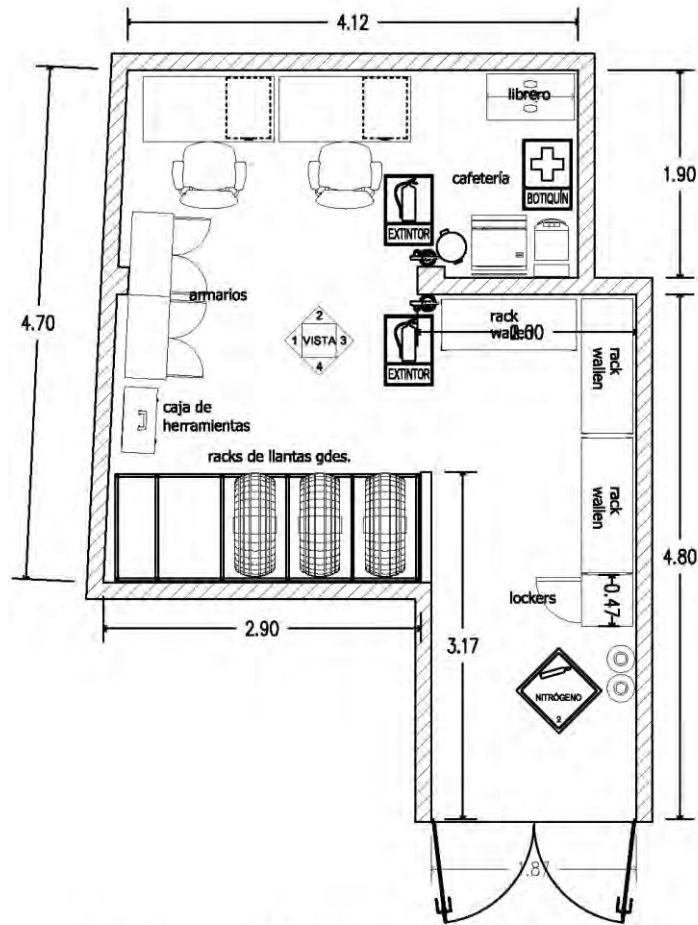 4.12
librero
cafetería
BOTIQUÍN
1.90
EXTINTOR
armarios
4.70
2
1 VISTA 3
4
rack
wallen
EXTINTOR
rack
wallen
caja de
herramientas
racks de llantas gdes.
rack
wallen
4.80
lockers
0.47
2.90
3.17
NITRÓGENO
2
1.87